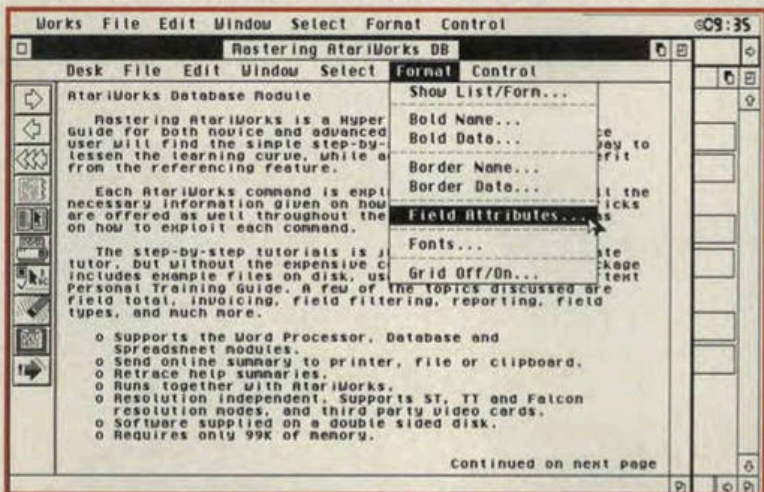 Works File Edit Window Select Format Control 09:35
Mastering AtariWorks DB
Desk File Edit Window Select Format Control
AtariWorks Database Module
Show List/Form...
Bold Name...
Bold Data...
Border Name...
Border Data...
Field Attributes...
Fonts...
Grid Off/On...
Mastering AtariWorks is a Hyper
Guide for both novice and advanced
user will find the simple step-by- way to
lessen the learning curve, while
from the referencing feature.
Each AtariWorks command is the
necessary information given on how
are offered as well throughout the
on how to exploit each command.
The step-by-step tutorials is
tutor, but without the expensive
includes example files on disk, text
Personal Training Guide. A few of the topics discussed are
field total, invoicing, field filtering, reporting, field
types, and much more.
o Supports the Word Processor, Database and
Spreadsheet modules.
o Send online summary to printer, file or clipboard.
o Retrace help summaries.
o Runs together with AtariWorks.
o Resolution independent. Supports ST, TT and Falcon
resolution modes, and third party video cards.
o Software supplied on a double sided disk.
o Requires only 99K of memory.
Continued on next page